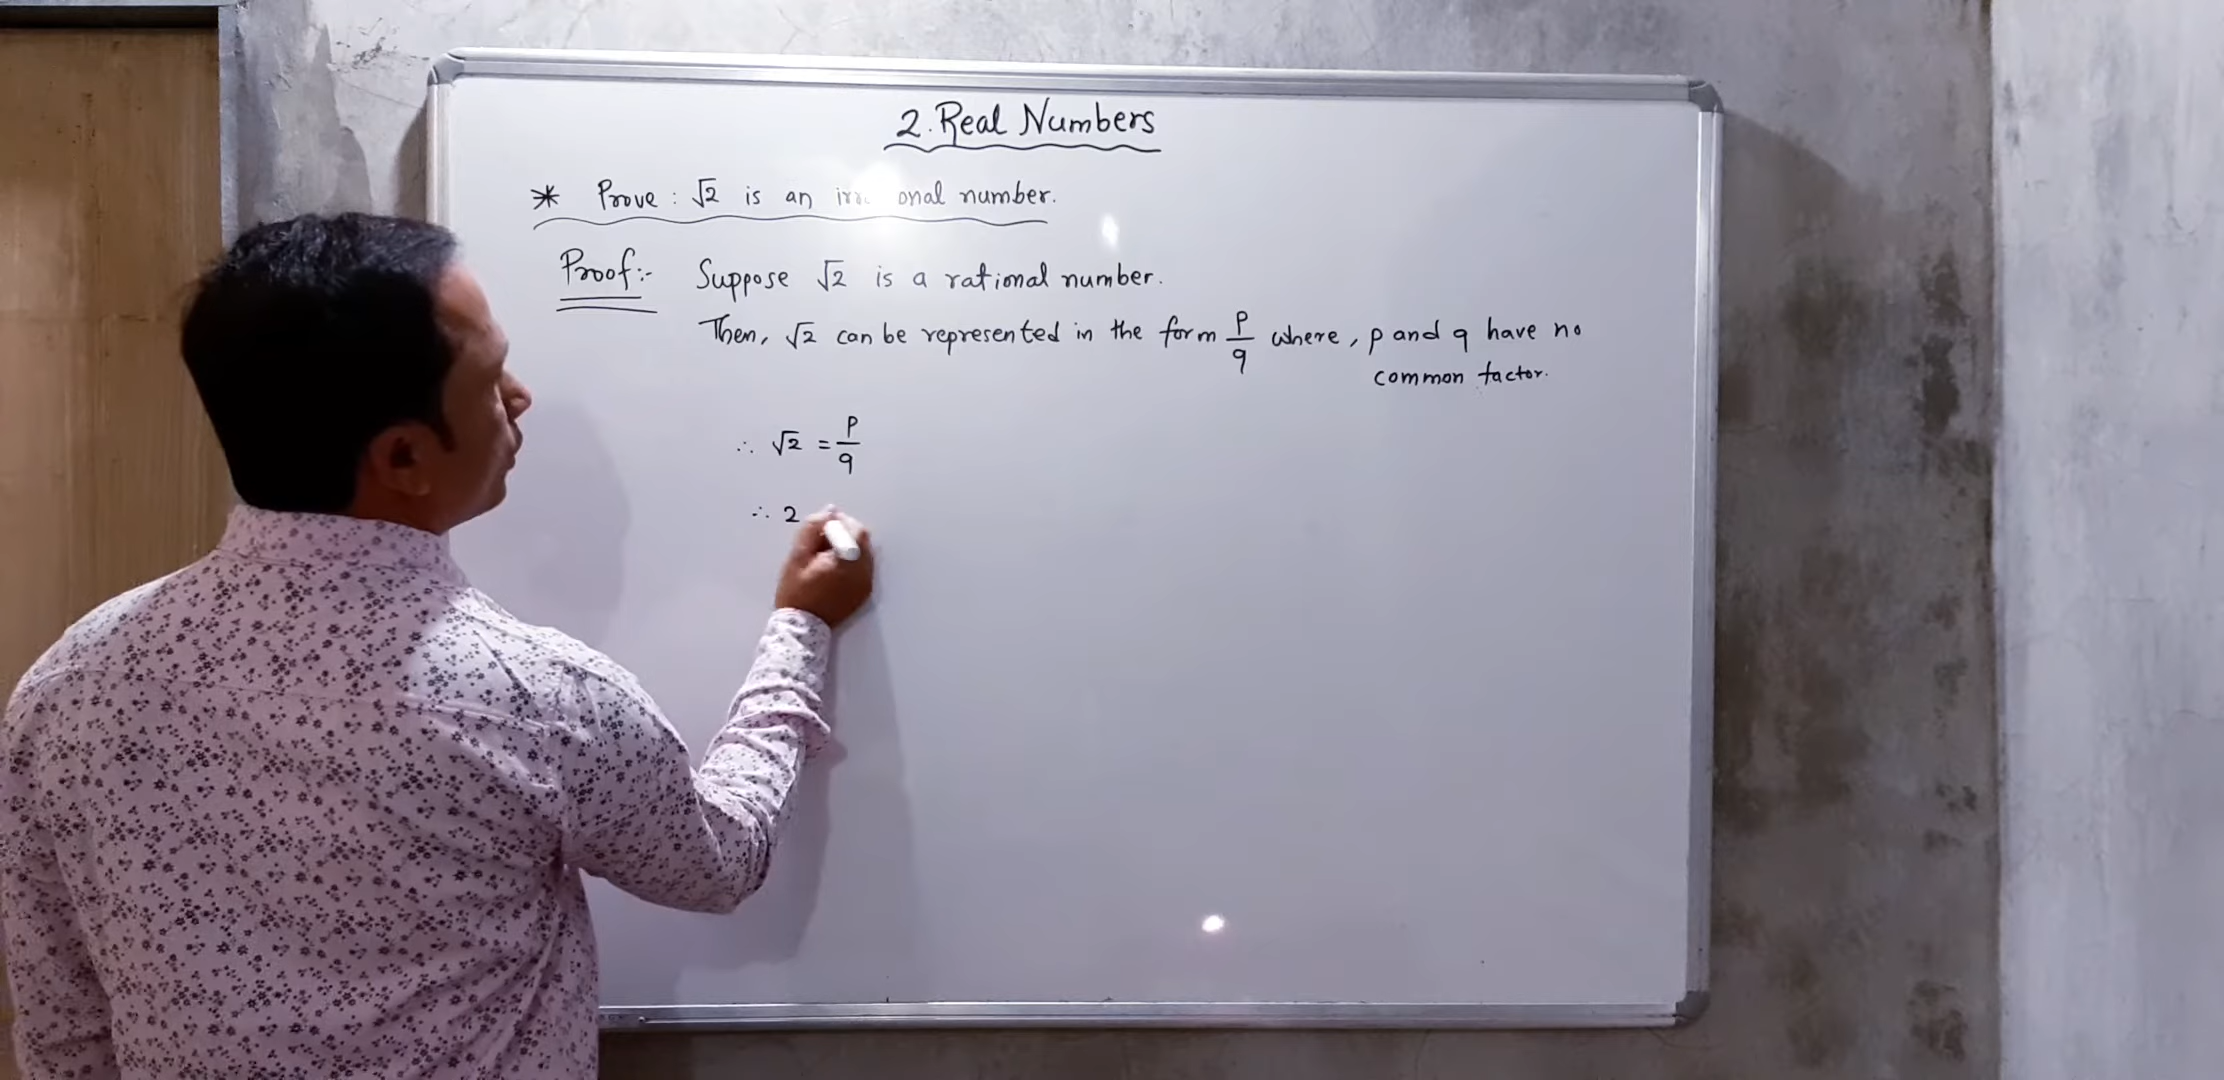 2. Real Numbers
* Prove : √2 is an onal number.
Proof:- Suppose √2 is a rational number.
Then, √2 can be represented in the form p/q where, p and q have no
common factor.
∴ √2 = p/q
∴ 2